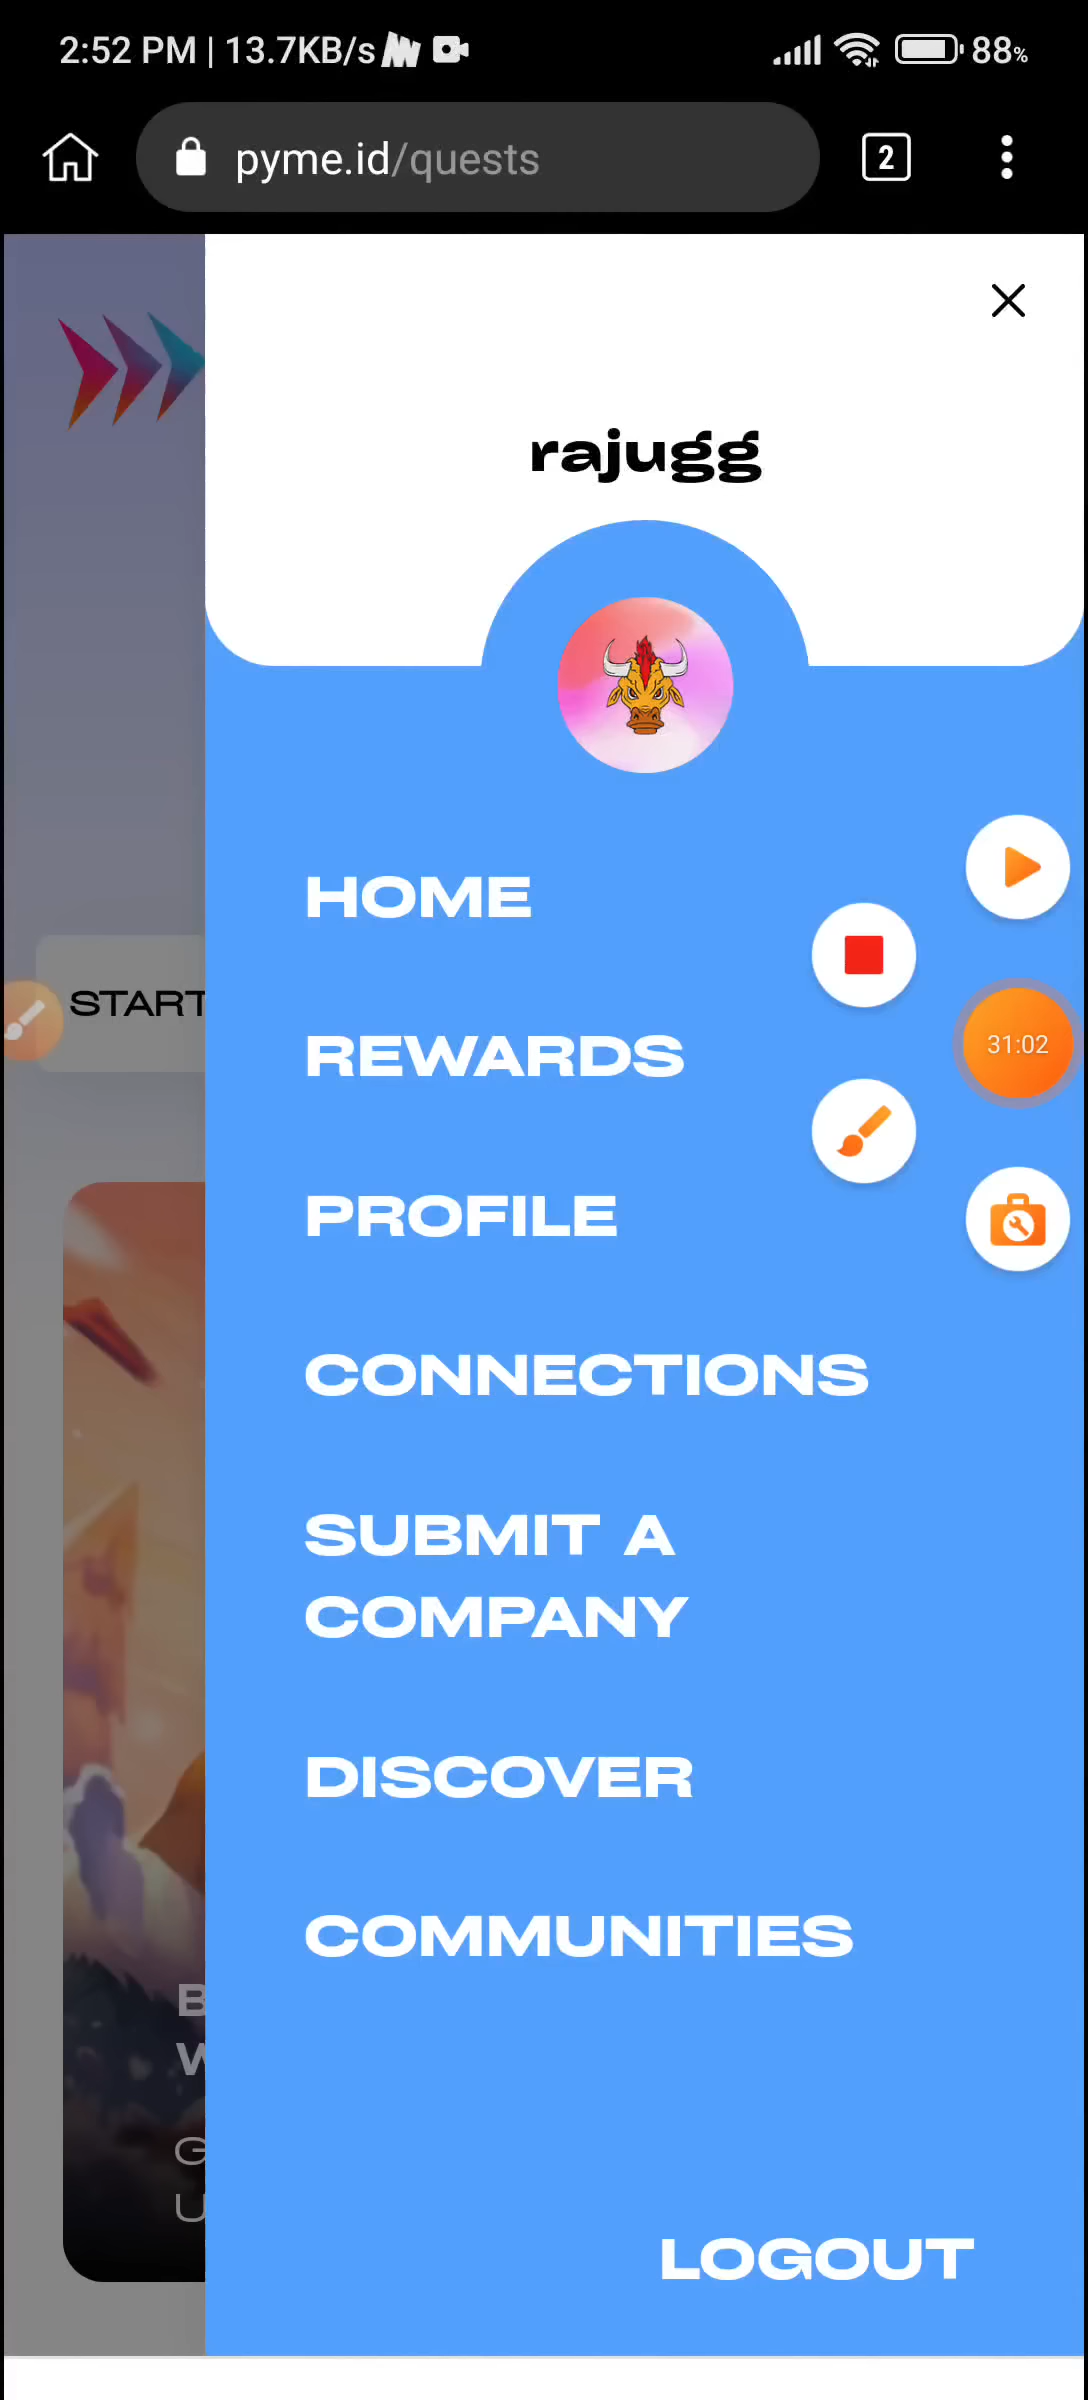 2:52 PM | 13.7KB/s
88%
pyme.id/quests
2
rajugg
HOME
31:02
START
REWARDS
PROFILE
CONNECTIONS
SUBMIT A
COMPANY
DISCOVER
COMMUNITIES
B
W
G
U
LOGOUT